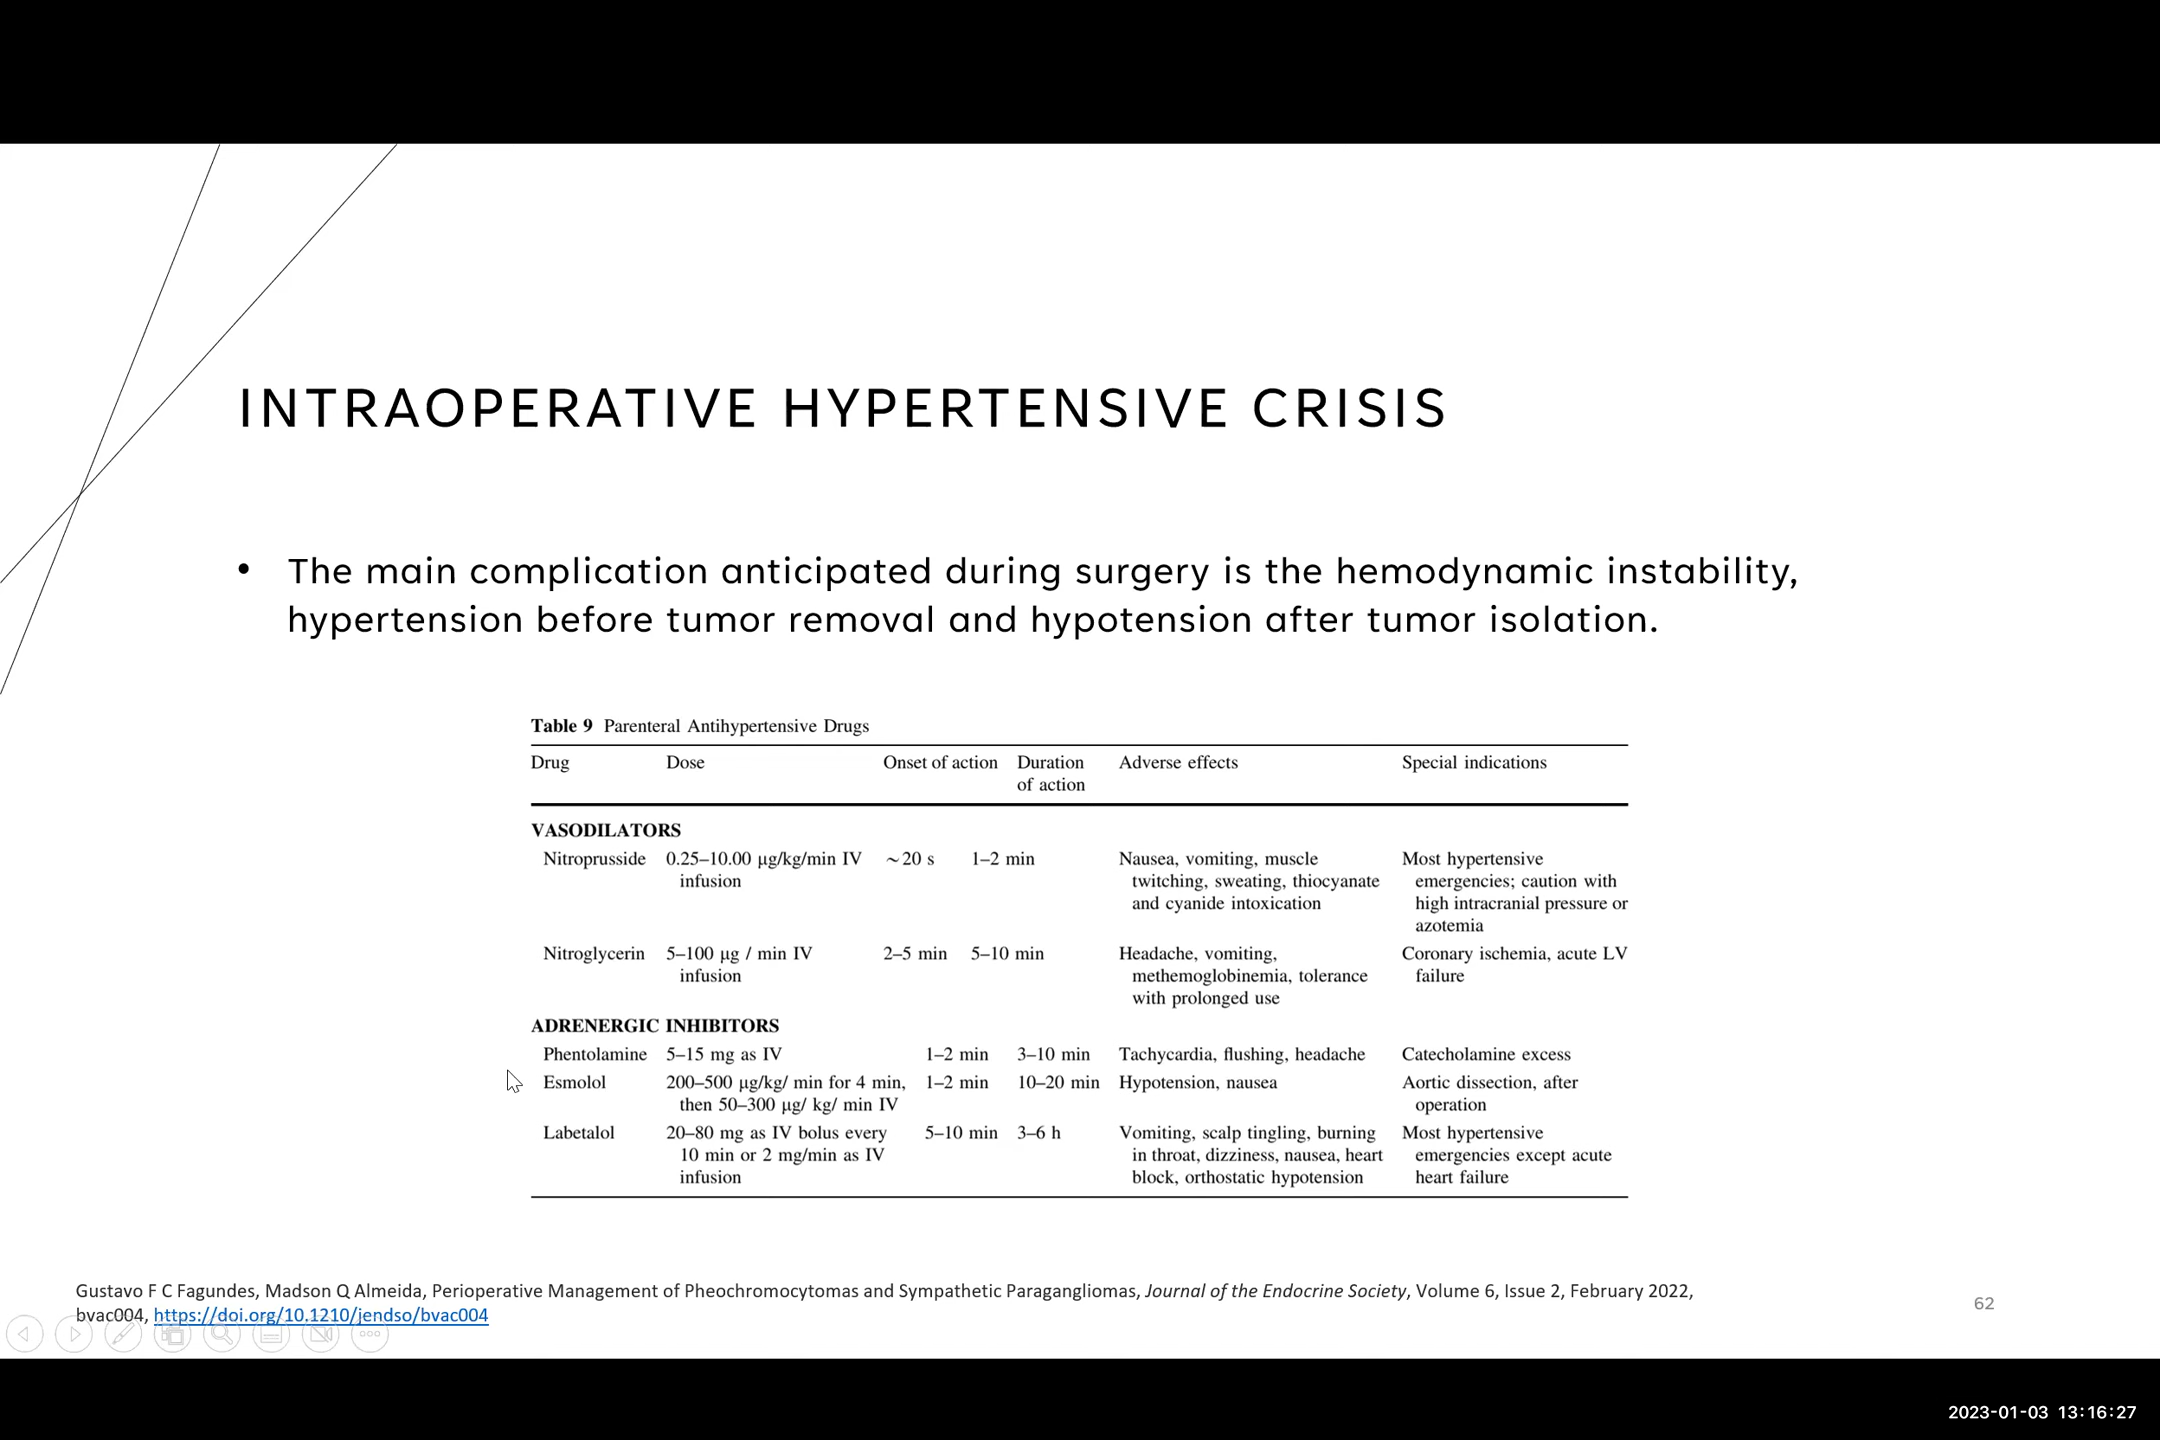 INTRAOPERATIVE HYPERTENSIVE CRISIS
• The main complication anticipated during surgery is the hemodynamic instability,
hypertension before tumor removal and hypotension after tumor isolation.
Table 9 Parenteral Antihypertensive Drugs
Drug Dose Onset of action Duration Adverse effects Special indications
of action
VASODILATORS
Nitroprusside 0.25–10.00 µg/kg/min IV ~20 s 1–2 min Nausea, vomiting, muscle Most hypertensive
infusion twitching, sweating, thiocyanate emergencies; caution with
and cyanide intoxication high intracranial pressure or
azotemia
Nitroglycerin 5–100 µg / min IV 2–5 min 5–10 min Headache, vomiting, Coronary ischemia, acute LV
infusion methemoglobinemia, tolerance failure
with prolonged use
ADRENERGIC INHIBITORS
Phentolamine 5–15 mg as IV 1–2 min 3–10 min Tachycardia, flushing, headache Catecholamine excess
Esmolol 200–500 µg/kg/ min for 4 min, 1–2 min 10–20 min Hypotension, nausea Aortic dissection, after
then 50–300 µg/ kg/ min IV operation
Labetalol 20–80 mg as IV bolus every 5–10 min 3–6 h Vomiting, scalp tingling, burning Most hypertensive
10 min or 2 mg/min as IV in throat, dizziness, nausea, heart emergencies except acute
infusion block, orthostatic hypotension heart failure
Gustavo F C Fagundes, Madson Q Almeida, Perioperative Management of Pheochromocytomas and Sympathetic Paragangliomas, Journal of the Endocrine Society, Volume 6, Issue 2, February 2022,
bvac004, https://doi.org/10.1210/jendso/bvac004
62
2023-01-03 13:16:27